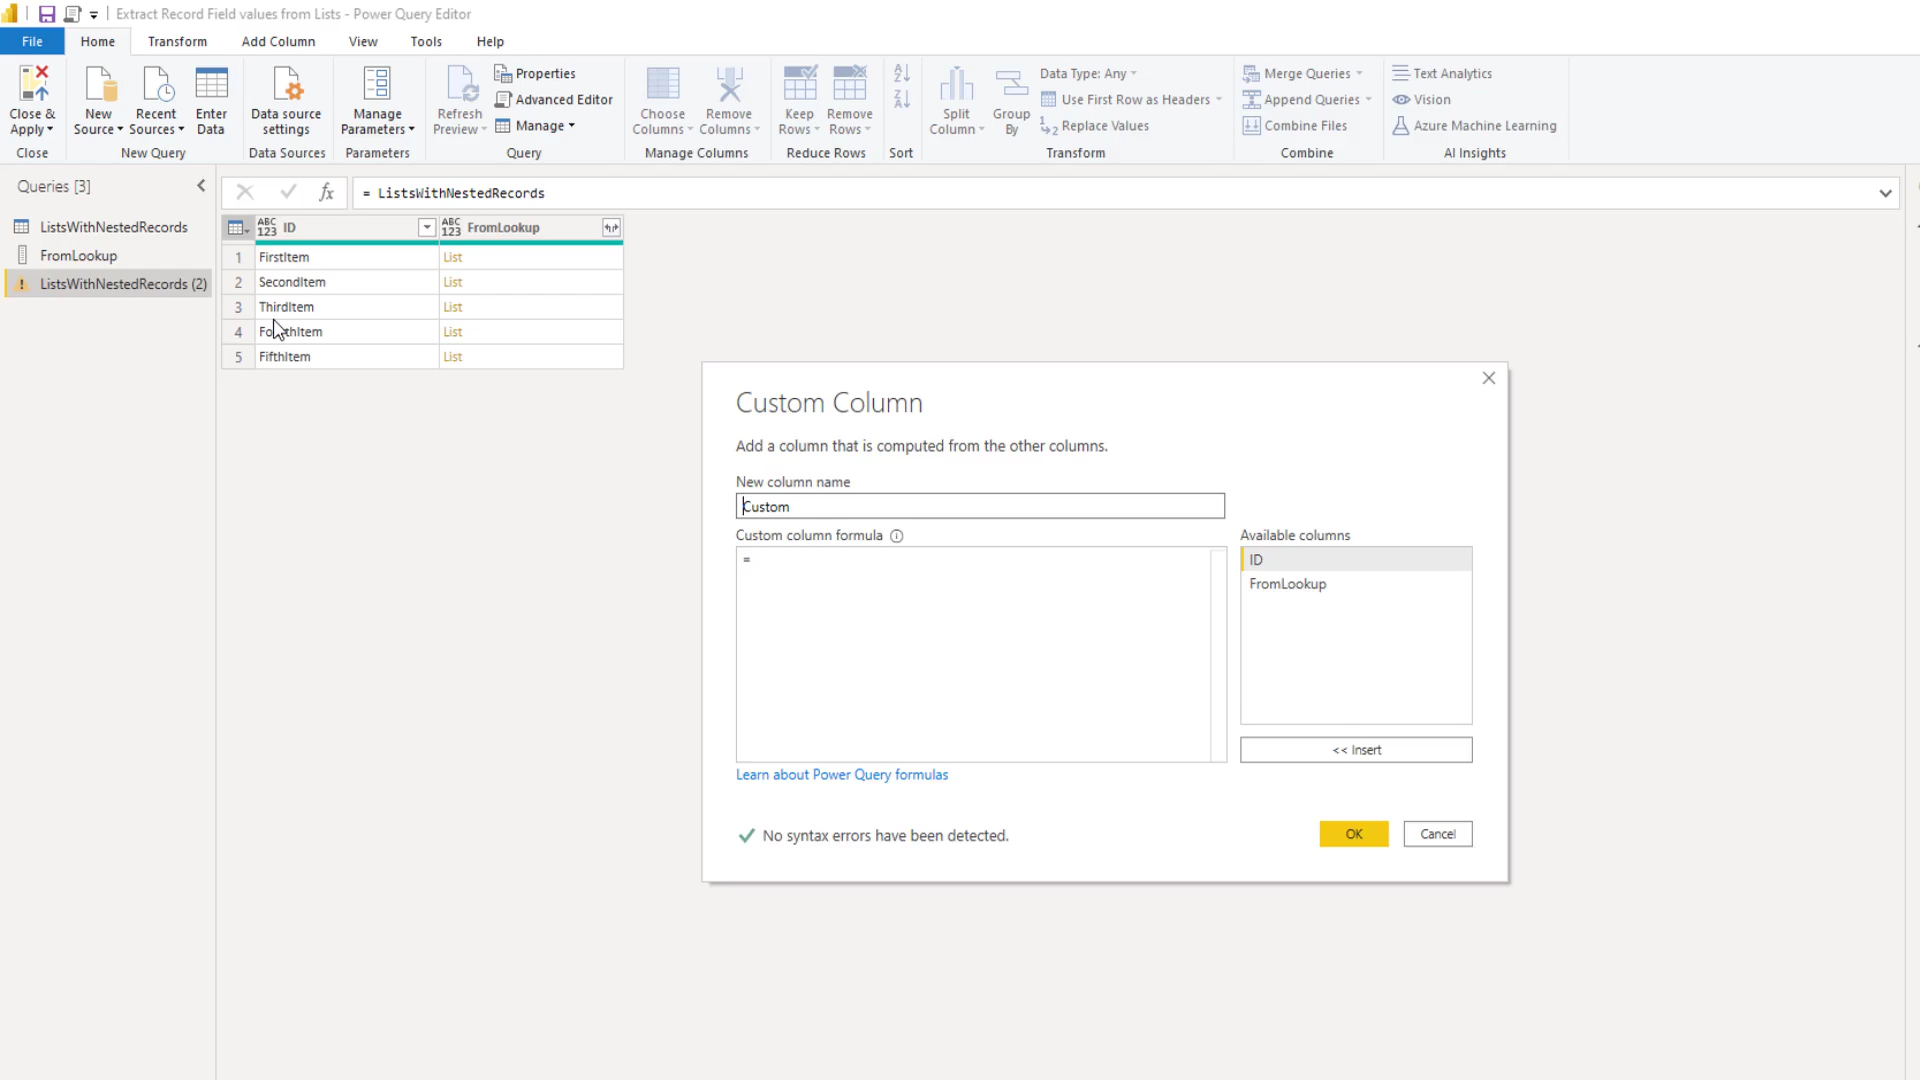 Extract Record Field values from Lists - Power Query Editor
File Home Transform Add Column View Tools Help
Close & Apply
Close
New Source
Recent Sources
Enter Data
New Query
Data source settings
Data Sources
Manage Parameters
Parameters
Refresh Preview
Properties
Advanced Editor
Manage
Query
Choose Columns
Remove Columns
Manage Columns
Keep Rows
Remove Rows
Reduce Rows
Sort
Split Column
Group By
Data Type: Any
Use First Row as Headers
Replace Values
Transform
Merge Queries
Append Queries
Combine Files
Combine
Text Analytics
Vision
Azure Machine Learning
AI Insights
Queries [3]
ListsWithNestedRecords
FromLookup
ListsWithNestedRecords (2)
fx = ListsWithNestedRecords
ABC 123 ID ABC 123 FromLookup
1 FirstItem List
2 SecondItem List
3 ThirdItem List
4 List
5 FifthItem List
Custom Column
Add a column that is computed from the other columns.
New column name
Custom
Custom column formula
=
Available columns
ID
FromLookup
<< Insert
Learn about Power Query formulas
No syntax errors have been detected.
OK
Cancel